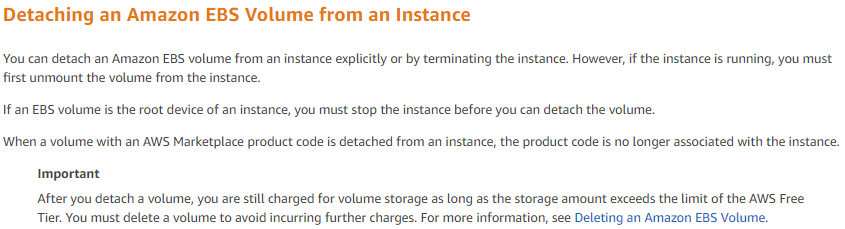 Detaching an Amazon EBS Volume from an Instance
You can detach an Amazon EBS volume from an instance explicitly or by terminating the instance. However, if the instance is running, you must
first unmount the volume from the instance.
If an EBS volume is the root device of an instance, you must stop the instance before you can detach the volume.
When a volume with an AWS Marketplace product code is detached from an instance, the product code is no longer associated with the instance.
Important
After you detach a volume, you are still charged for volume storage as long as the storage amount exceeds the limit of the AWS Free
Tier. You must delete a volume to avoid incurring further charges. For more information, see Deleting an Amazon EBS Volume.